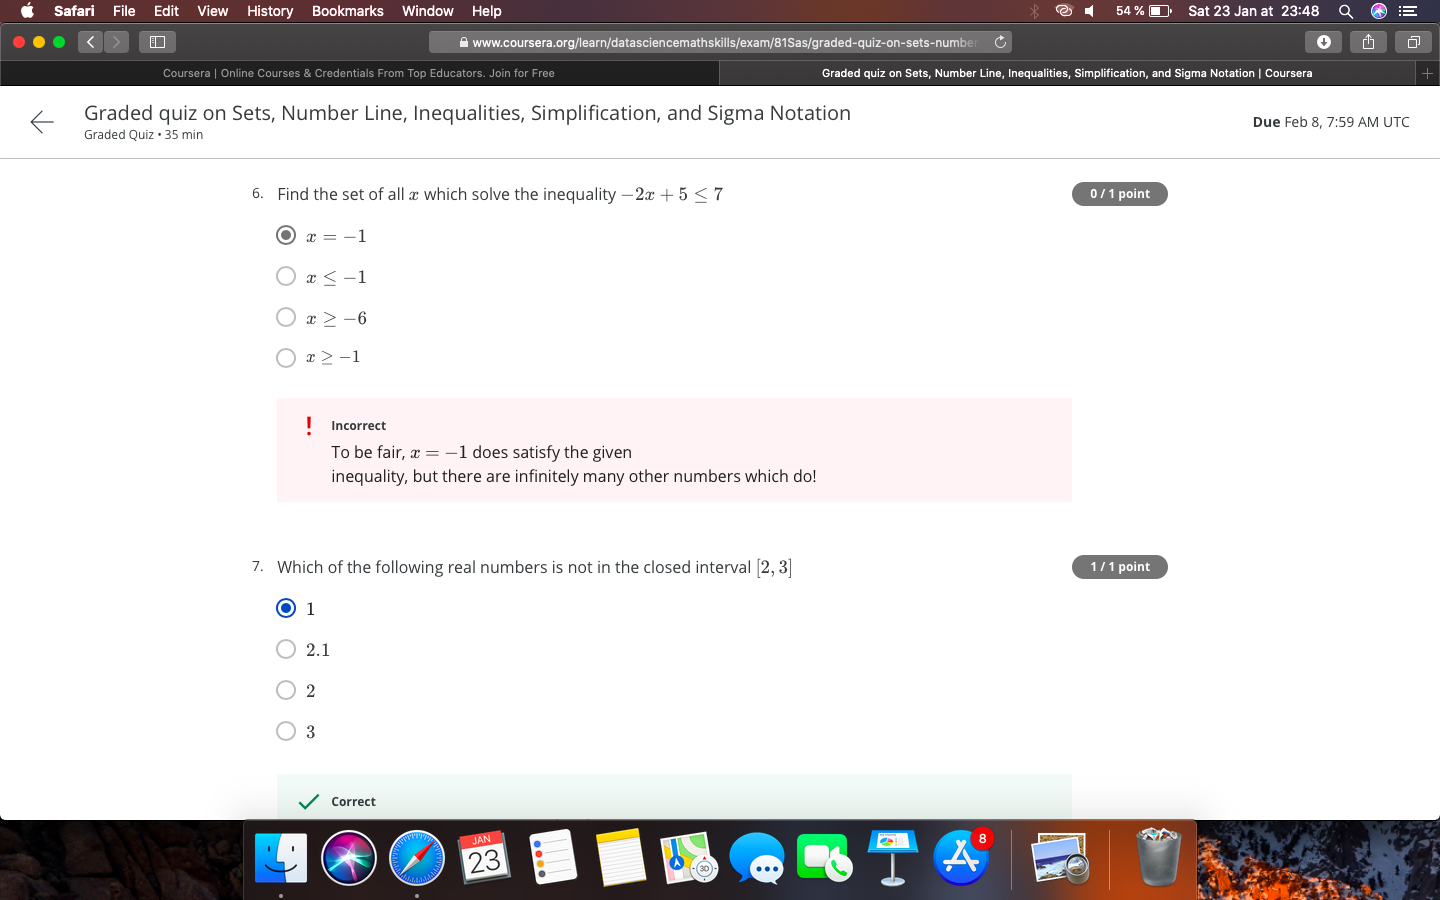 Safari File Edit View History Bookmarks Window Help 54 % Sat 23 Jan at 23:48
www.coursera.org/learn/datasciencemathskills/exam/81Sas/graded-quiz-on-sets-number
Coursera | Online Courses & Credentials From Top Educators. Join for Free
Graded quiz on Sets, Number Line, Inequalities, Simplification, and Sigma Notation | Coursera
Graded quiz on Sets, Number Line, Inequalities, Simplification, and Sigma Notation
Graded Quiz • 35 min
Due Feb 8, 7:59 AM UTC
6. Find the set of all x which solve the inequality −2x + 5 ≤ 7
0 / 1 point
x = −1
x ≤ −1
x ≥ −6
x ≥ −1
! Incorrect
To be fair, x = −1 does satisfy the given
inequality, but there are infinitely many other numbers which do!
7. Which of the following real numbers is not in the closed interval [2, 3]
1 / 1 point
1
2.1
2
3
Correct
JAN
23
3D
8